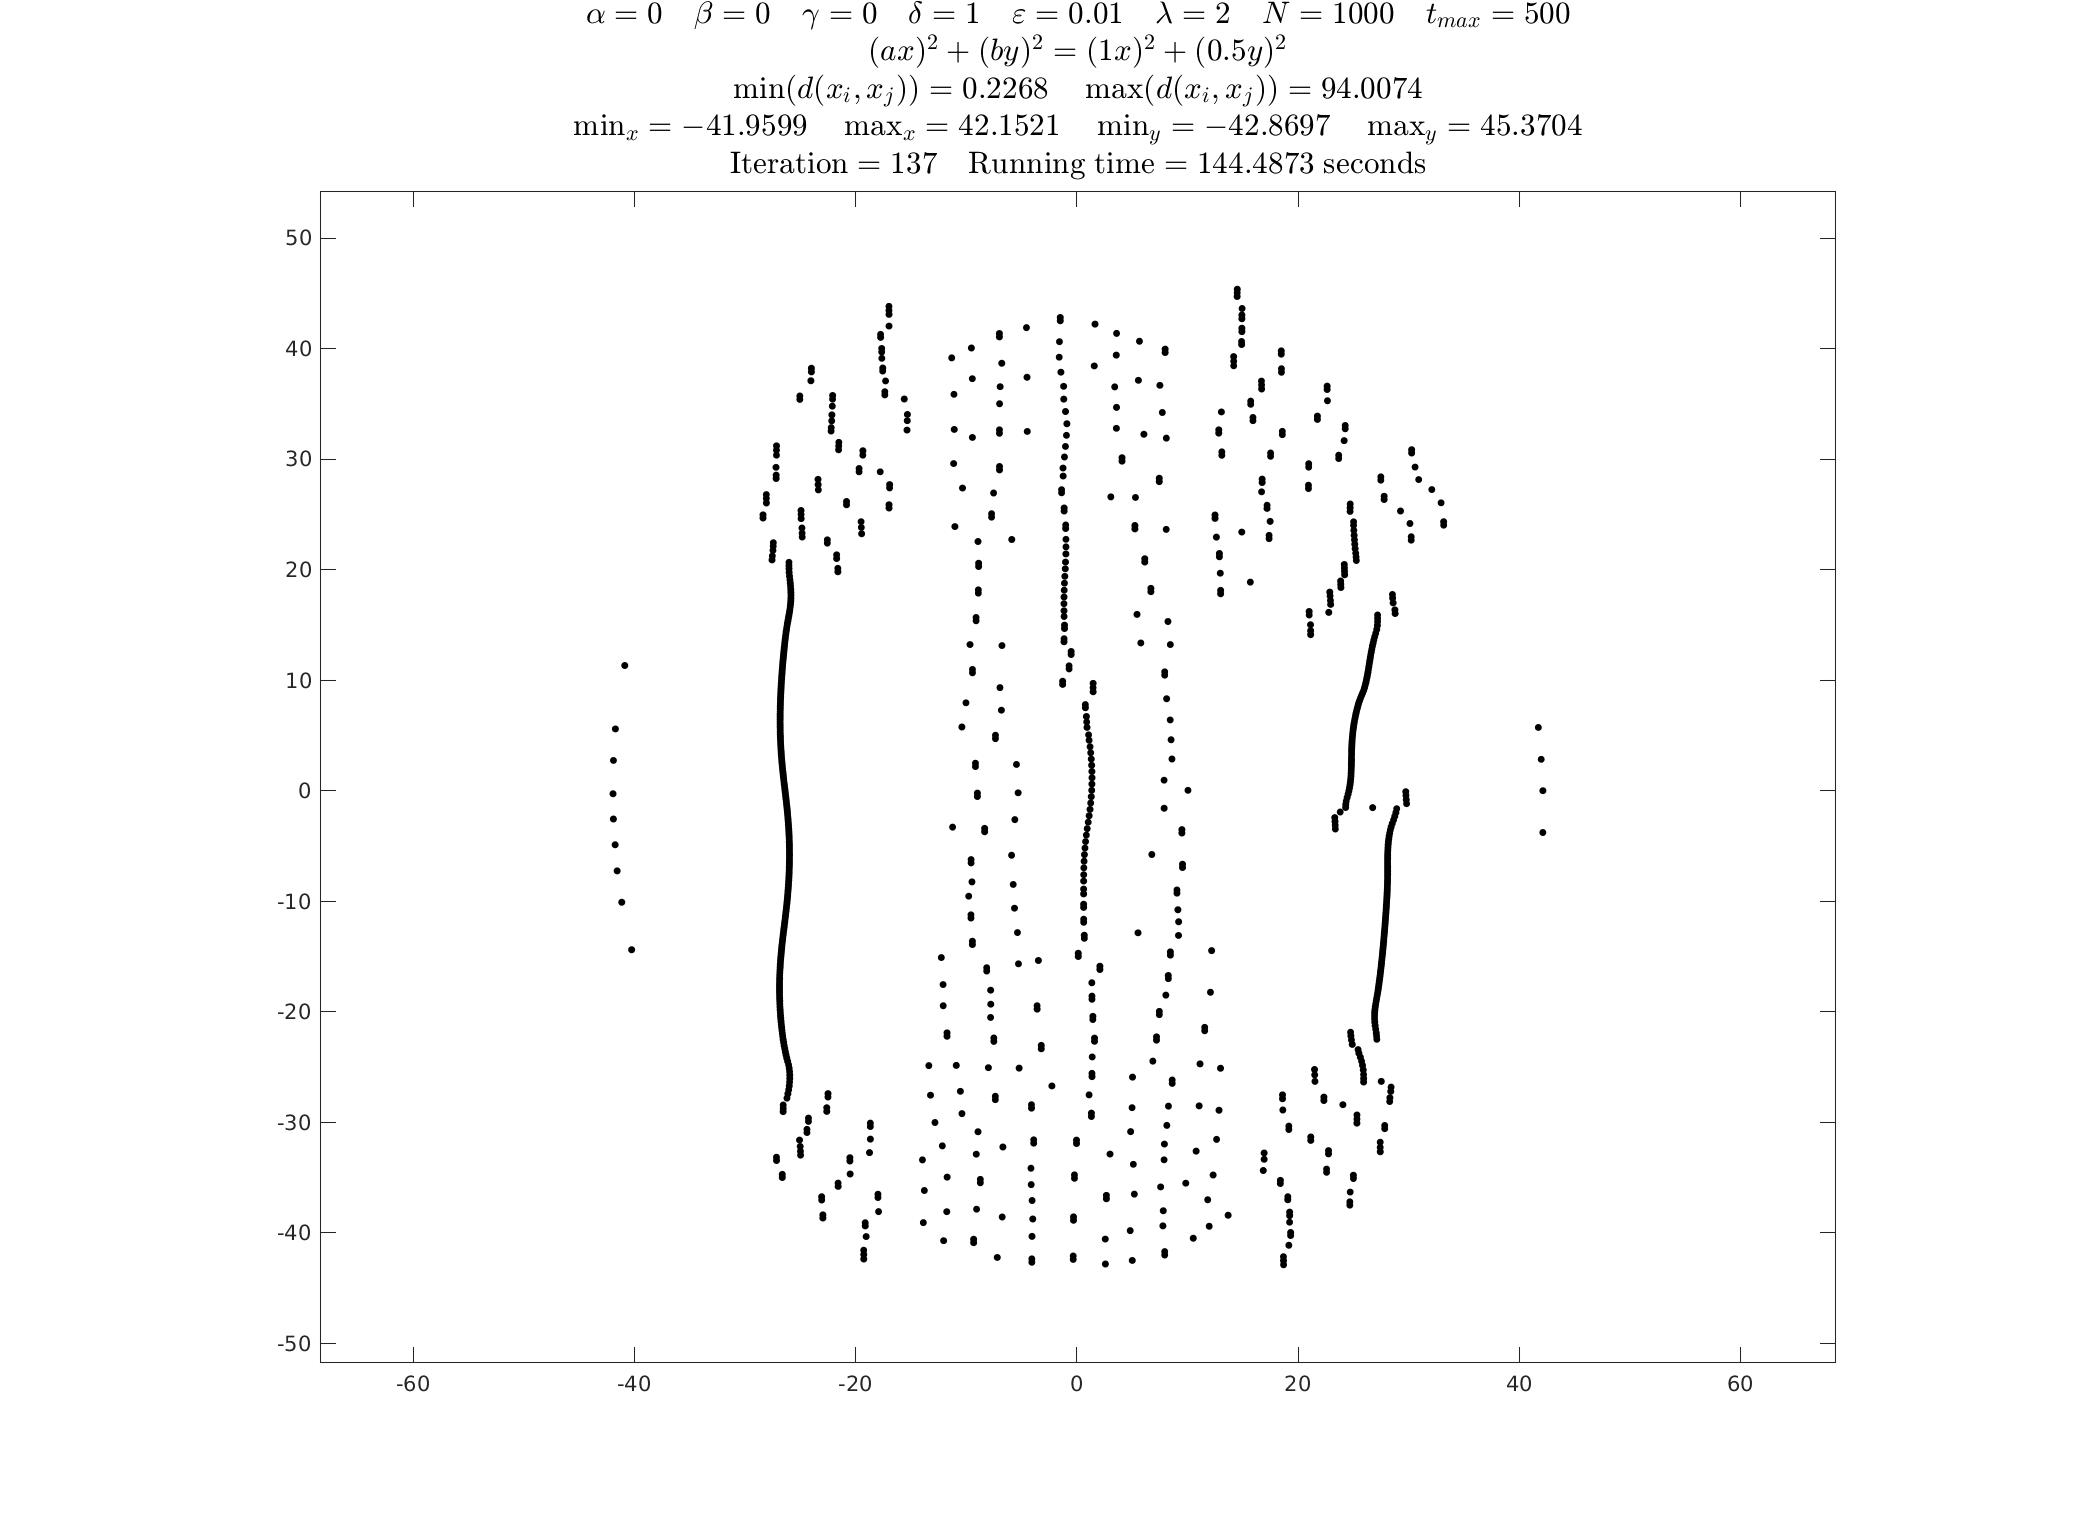 α = 0 β = 0 γ = 0 δ = 1 ε = 0.01 λ = 2 N = 1000 t_{max} = 500
(ax)² + (by)² = (1x)² + (0.5y)²
min(d(x_i, x_j)) = 0.2268 max(d(x_i, x_j)) = 94.0074
min_x = −41.9599 max_x = 42.1521 min_y = −42.8697 max_y = 45.3704
Iteration = 137 Running time = 144.4873 seconds
50
40
30
20
10
0
-10
-20
-30
-40
-50
-60 -40 -20 0 20 40 60